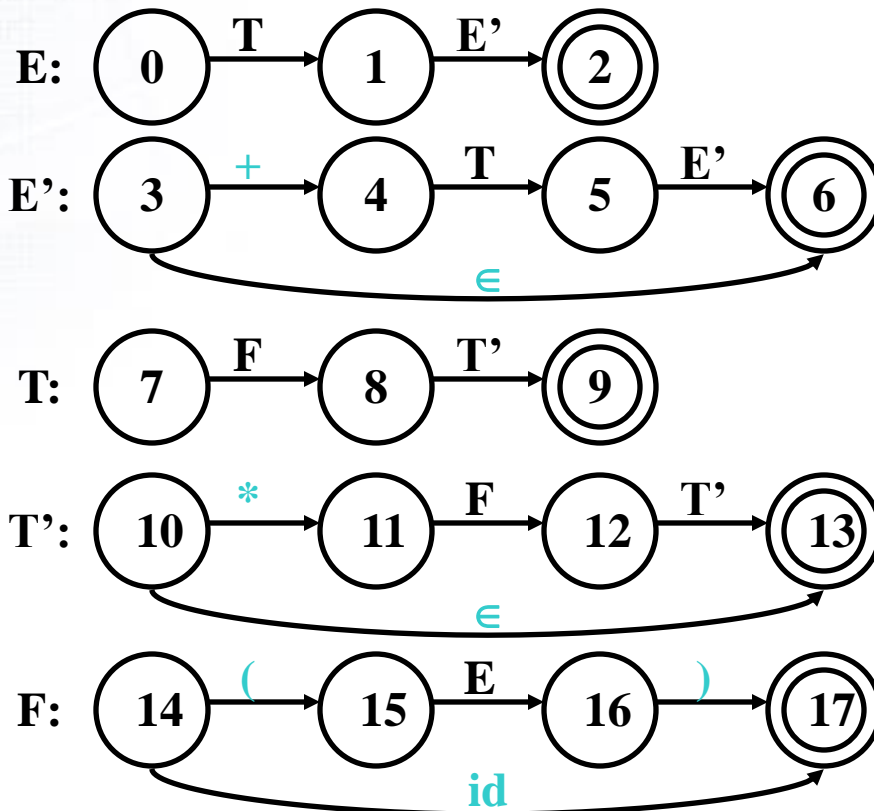 T E’
E: 0 1 2
+ T E’
E’: 3 4 5 6
∈
F T’
T: 7 8 9
* F T’
T’: 10 11 12 13
∈
( E )
F: 14 15 16 17
id